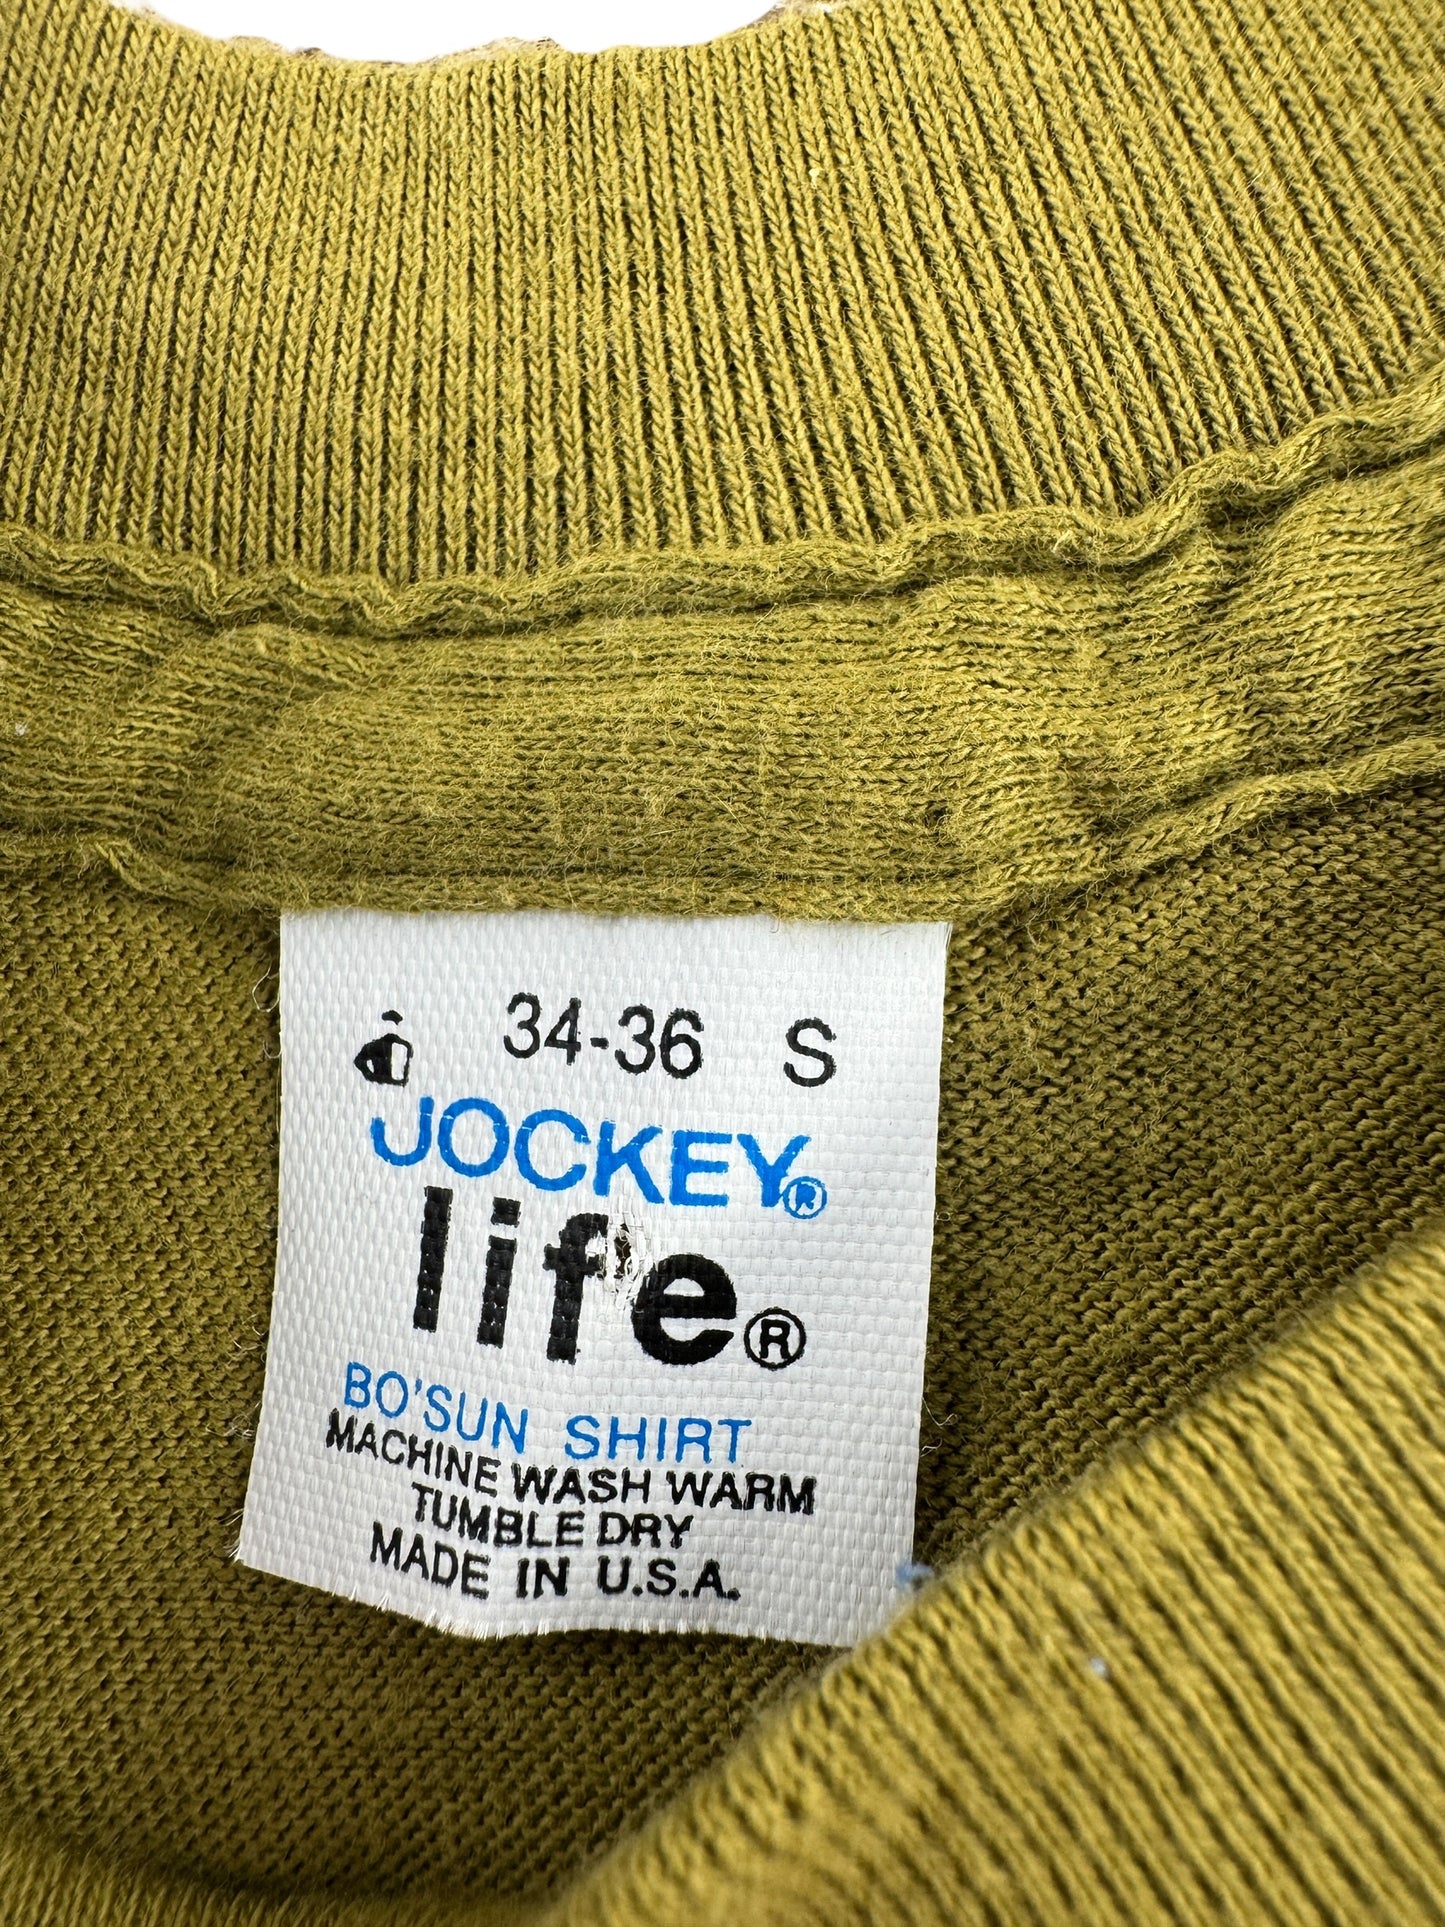 34-36 S
JOCKEY®
life®
BO'SUN SHIRT
MACHINE WASH WARM
TUMBLE DRY
MADE IN U.S.A.